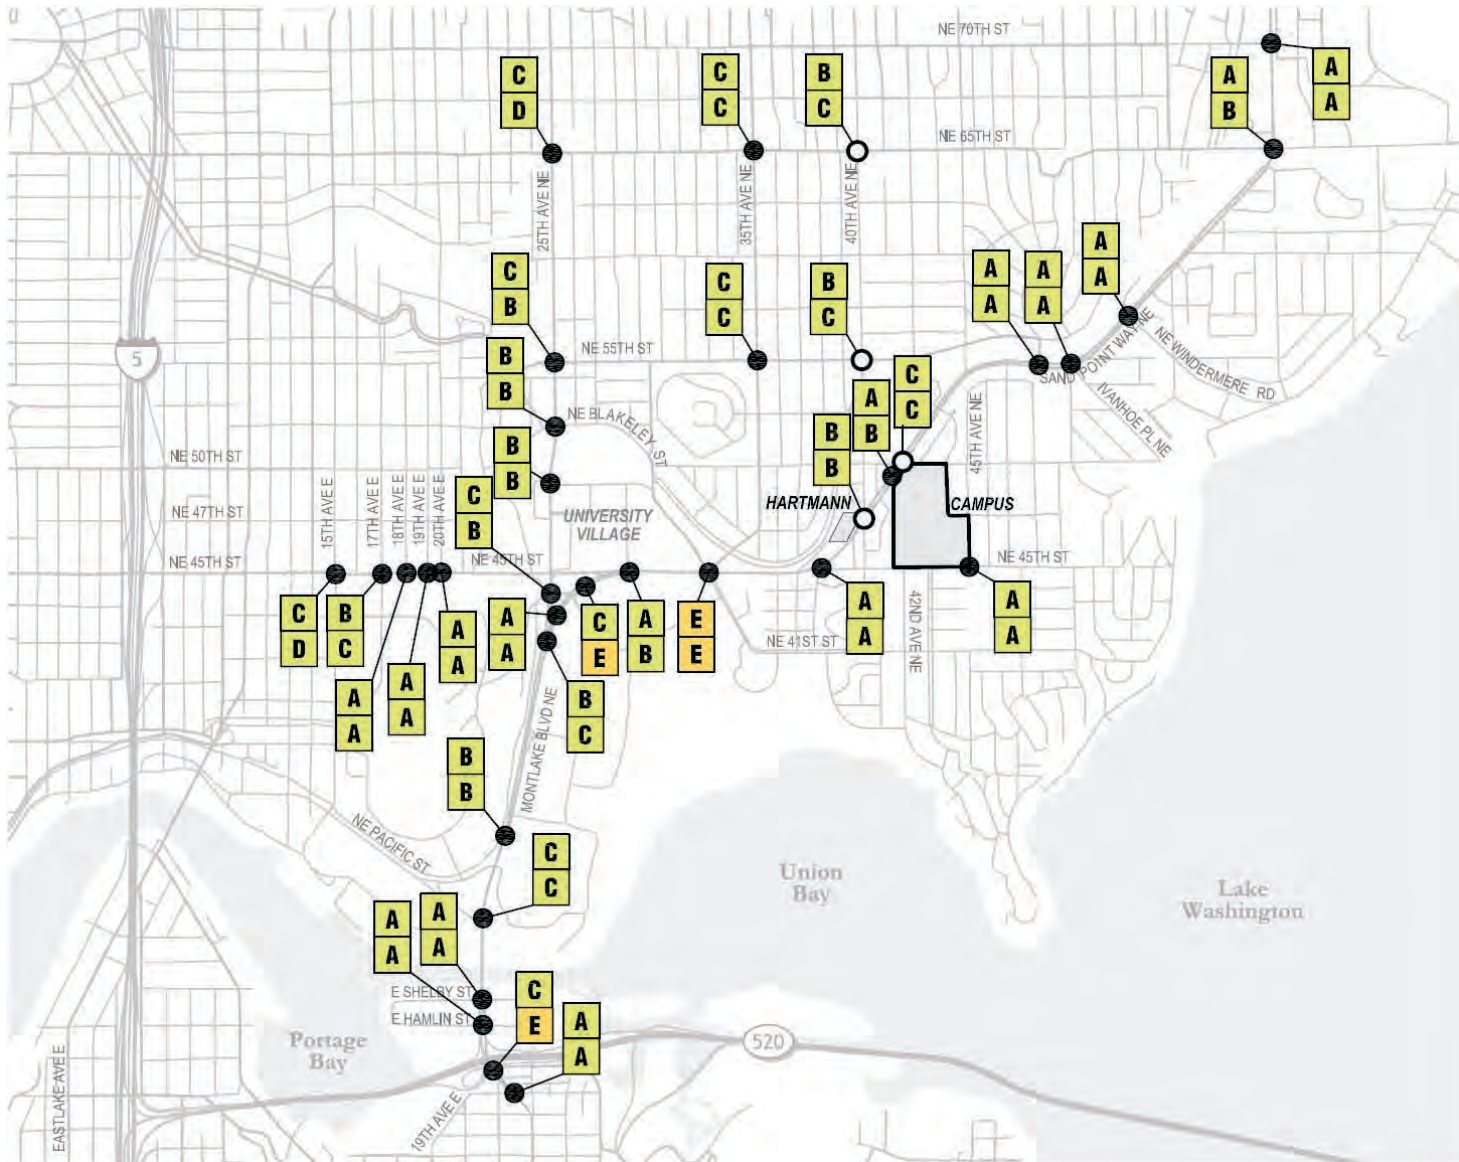 NE 70TH ST
A
A
A
B
C
D
C
C
B
C
NE 65TH ST
25TH AVE NE
35TH AVE NE
40TH AVE NE
A
A
A
A
A
A
C
B
C
C
B
C
5
NE 55TH ST
SAND POINT WAY NE
NE WINDERMERE RD
IVANHOE PL NE
B
B
C
C
A
B
B
B
NE BLAKELEY ST
45TH AVE NE
NE 50TH ST
B
B
C
B
HARTMANN
CAMPUS
UNIVERSITY
VILLAGE
NE 47TH ST
15TH AVE E
17TH AVE E
18TH AVE E
19TH AVE E
20TH AVE E
NE 45TH ST
NE 45TH ST
NE 45TH ST
C
D
B
C
A
A
A
A
A
A
A
A
C
E
A
B
E
E
A
A
A
A
NE 41ST ST
42ND AVE NE
B
C
MONTLAKE BLVD NE
B
B
NE PACIFIC ST
C
C
Union
Bay
Lake
Washington
A
A
A
A
E SHELBY ST
E HAMLIN ST
C
E
A
A
520
Portage
Bay
EASTLAKE AVE E
19TH AVE E